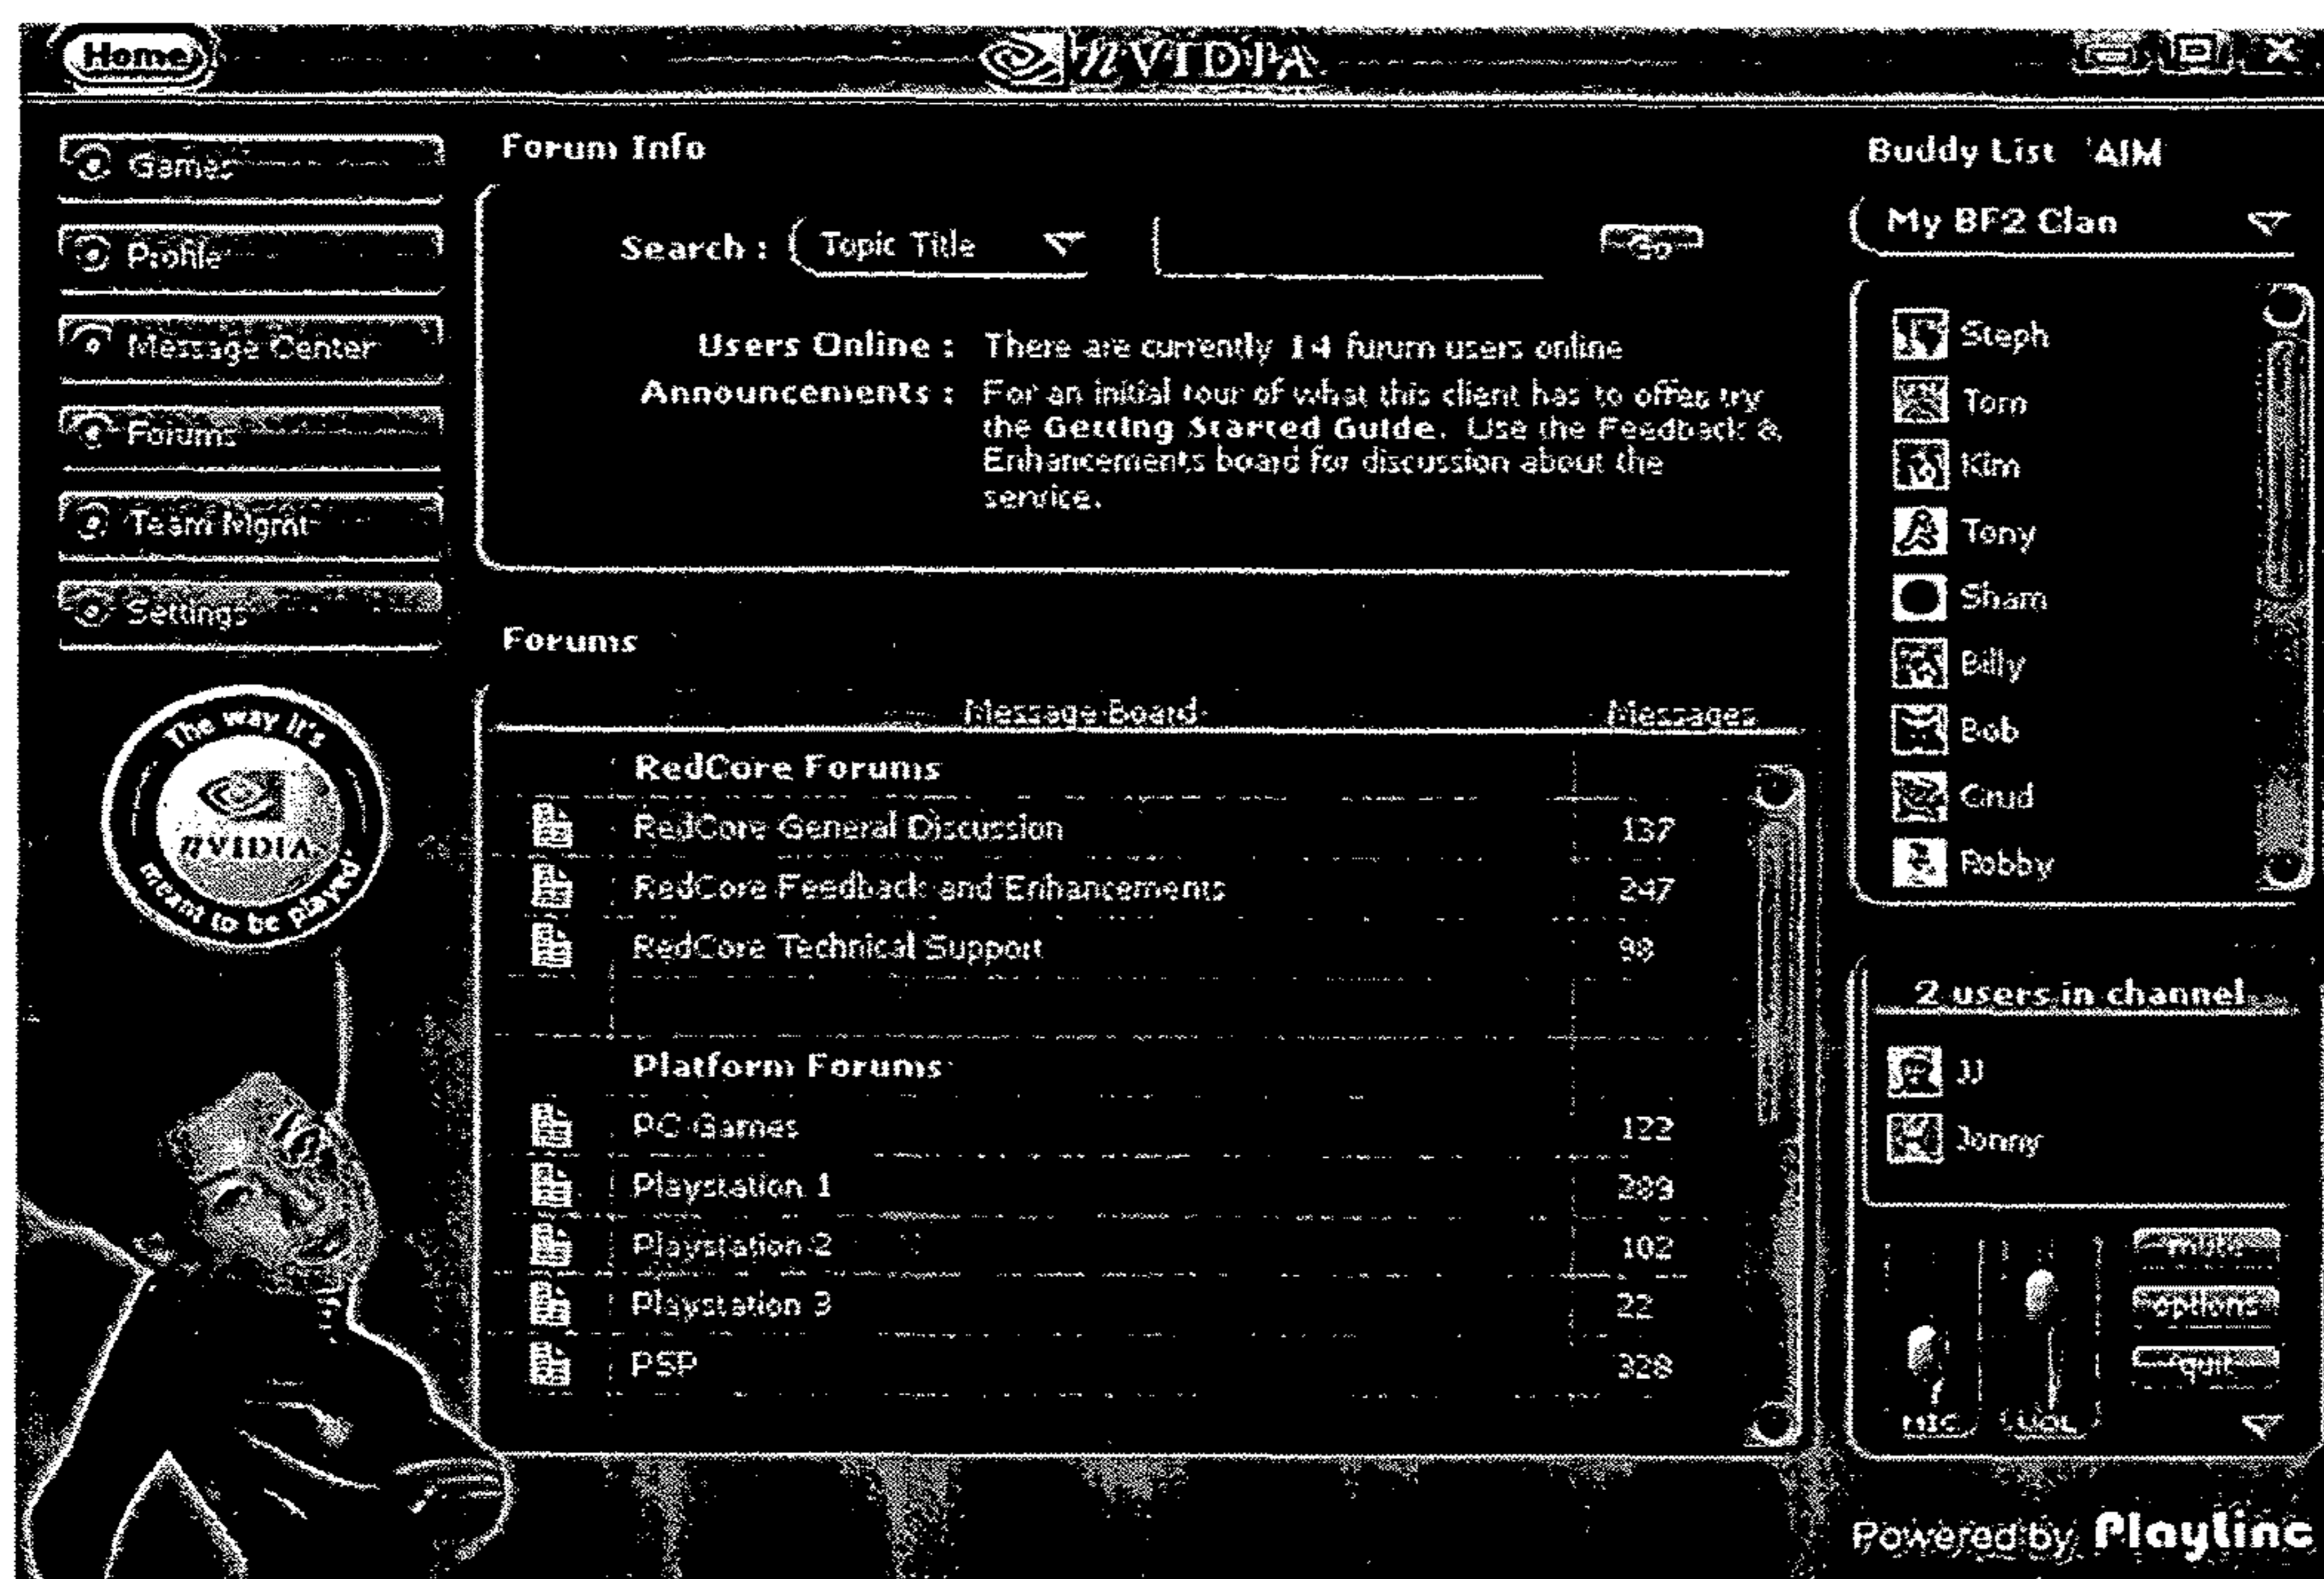 Home
nVIDIA
Games
Profile
Message Center
Forums
Team Mgmt
Settings
The way it's
nVIDIA
meant to be played
Forum Info
Search :
Topic Title
Go
Users Online :
There are currently 14 forum users online
Announcements :
For an initial tour of what this client has to offer, try
the Getting Started Guide. Use the Feedback &
Enhancements board for discussion about the
service.
Forums
Message Board
Messages
RedCore Forums
RedCore General Discussion
137
RedCore Feedback and Enhancements
247
RedCore Technical Support
98
Platform Forums
PC Games
122
Playstation 1
289
Playstation 2
102
Playstation 3
22
PSP
328
Buddy List
AIM
My BF2 Clan
Steph
Tom
Kim
Tony
Sham
Billy
Bob
Crud
Robby
2 users in channel
JJ
Jonny
mute
options
quit
MIC
VOL
Powered by PlayLinc